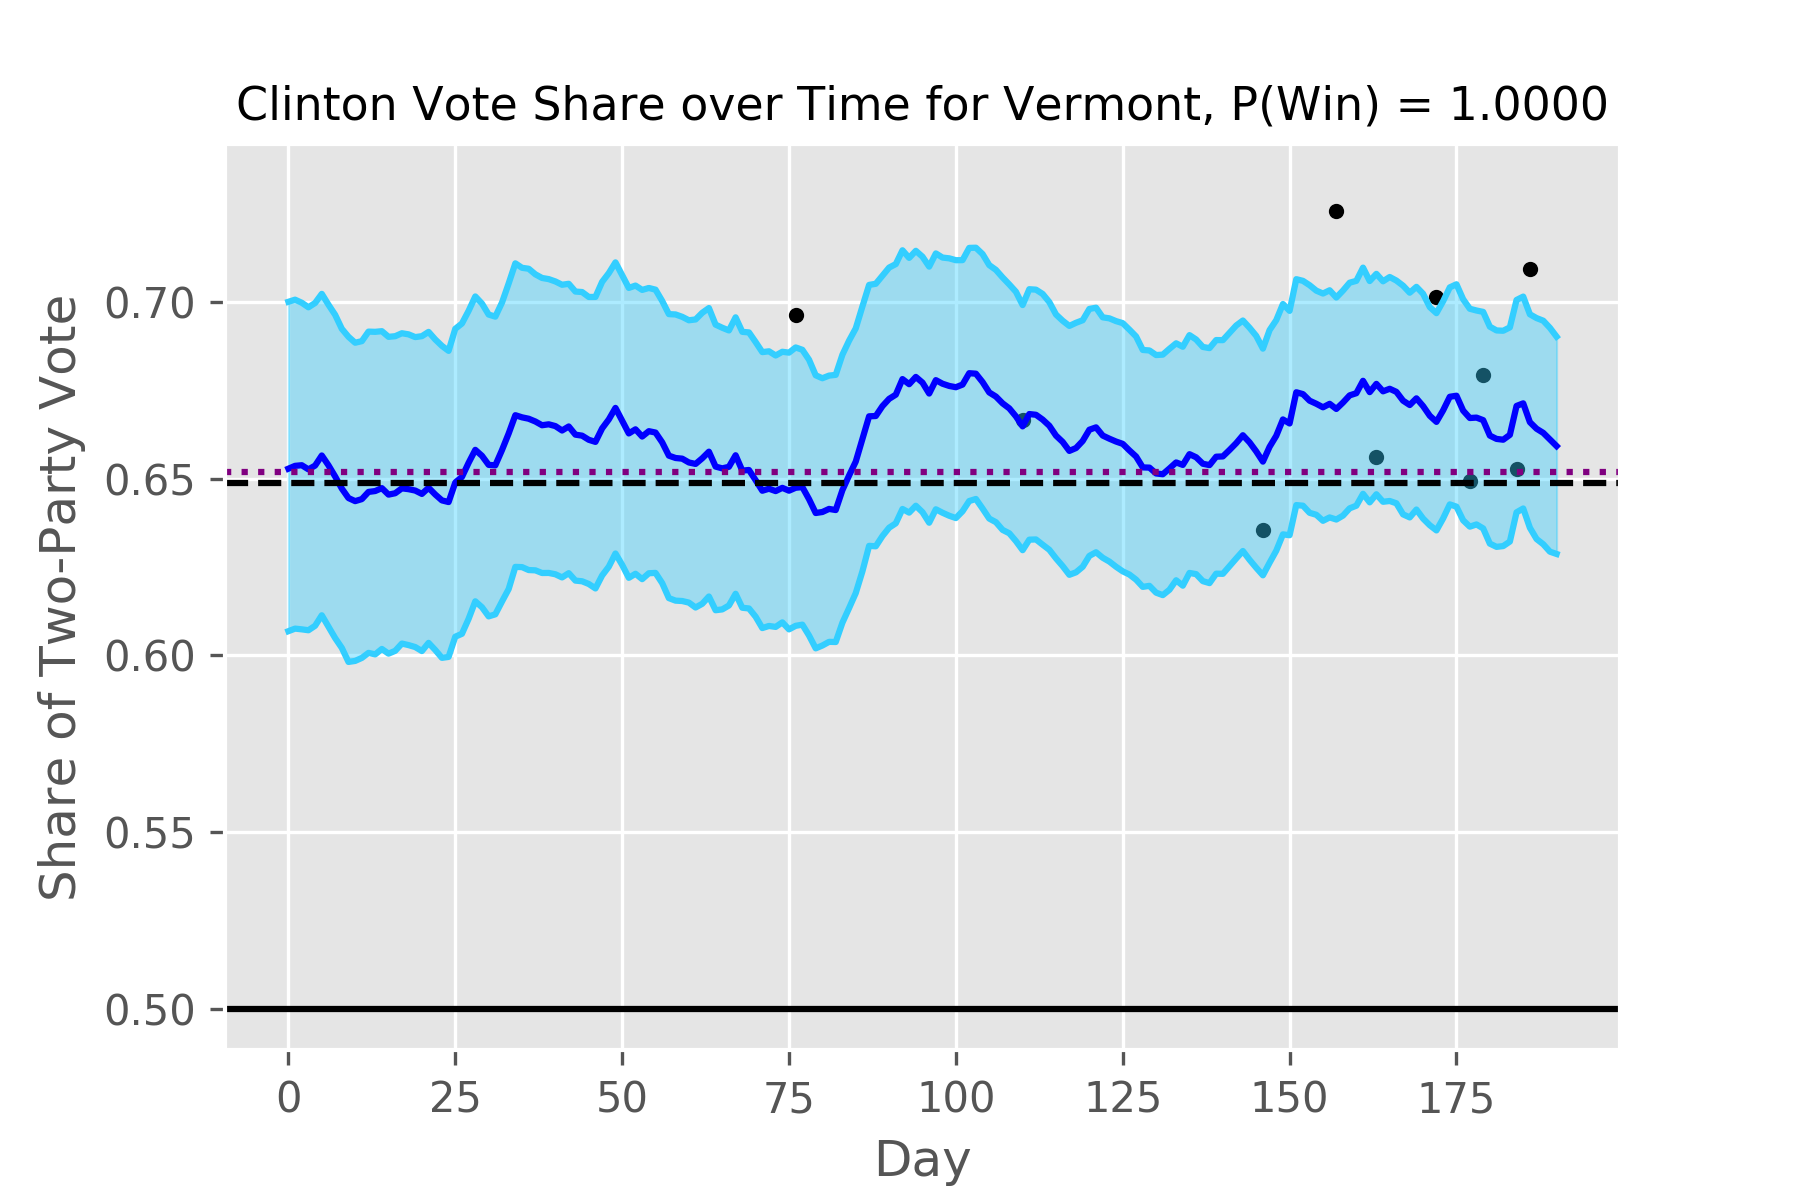 Clinton Vote Share over Time for Vermont, P(Win) = 1.0000
Share of Two-Party Vote
0.70
0.65
0.60
0.55
0.50
0 25 50 75 100 125 150 175
Day